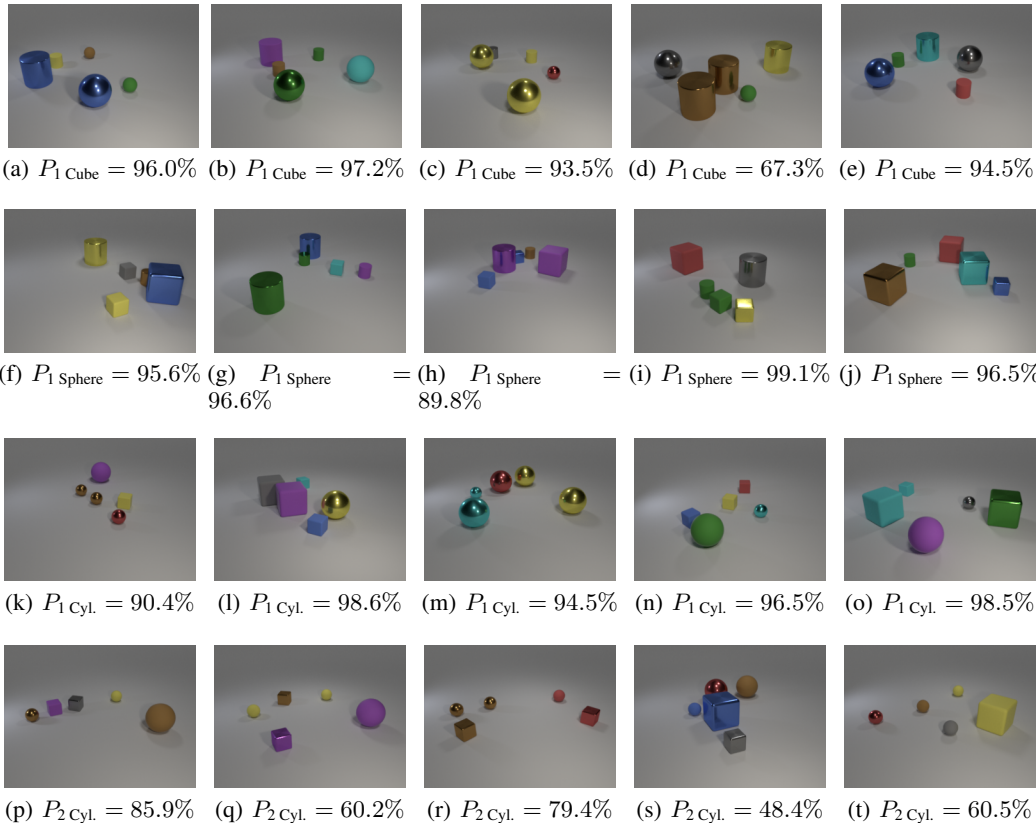 (a) P1 Cube = 96.0% (b) P1 Cube = 97.2% (c) P1 Cube = 93.5% (d) P1 Cube = 67.3% (e) P1 Cube = 94.5%
(f) P1 Sphere = 95.6% (g) P1 Sphere = (h) P1 Sphere = (i) P1 Sphere = 99.1% (j) P1 Sphere = 96.5%
96.6% 89.8%
(k) P1 Cyl. = 90.4% (l) P1 Cyl. = 98.6% (m) P1 Cyl. = 94.5% (n) P1 Cyl. = 96.5% (o) P1 Cyl. = 98.5%
(p) P2 Cyl. = 85.9% (q) P2 Cyl. = 60.2% (r) P2 Cyl. = 79.4% (s) P2 Cyl. = 48.4% (t) P2 Cyl. = 60.5%